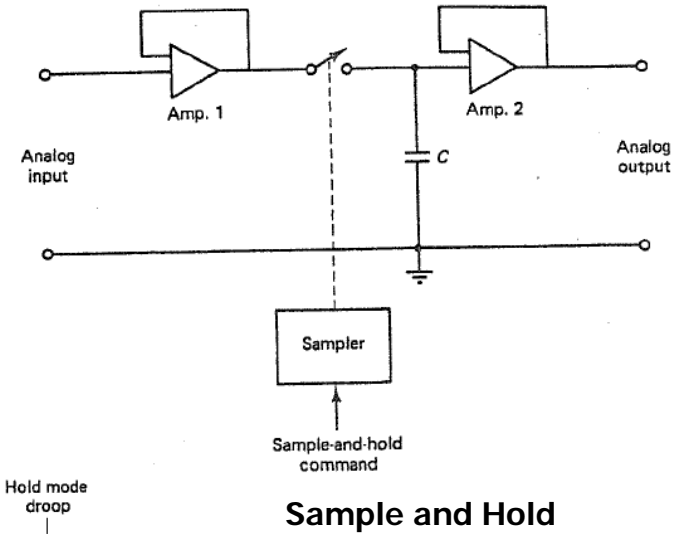 Amp. 1
Amp. 2
Analog
input
C
Analog
output
Sampler
Sample-and-hold
command
Hold mode
droop
Sample and Hold